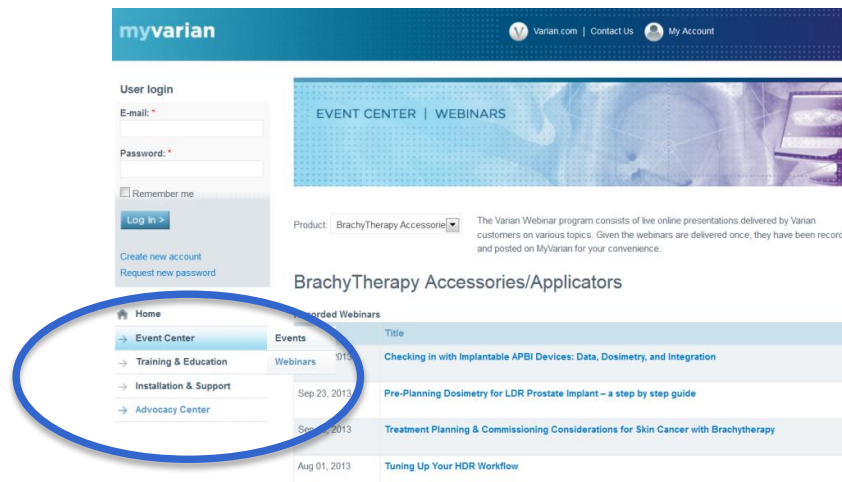 myvarian
Varian.com | Contact Us
My Account
User login
E-mail: *
Password: *
Remember me
Log In >
Create new account
Request new password
Home
Event Center
Training & Education
Installation & Support
Advocacy Center
Events
Webinars
EVENT CENTER | WEBINARS
Product: BrachyTherapy Accessorie
The Varian Webinar program consists of live online presentations delivered by Varian
customers on various topics. Given the webinars are delivered once, they have been record
and posted on MyVarian for your convenience.
BrachyTherapy Accessories/Applicators
Recorded Webinars
Title
2013 Checking in with Implantable APBI Devices: Data, Dosimetry, and Integration
Sep 23, 2013 Pre-Planning Dosimetry for LDR Prostate Implant – a step by step guide
Sep 2013 Treatment Planning & Commissioning Considerations for Skin Cancer with Brachytherapy
Aug 01, 2013 Tuning Up Your HDR Workflow